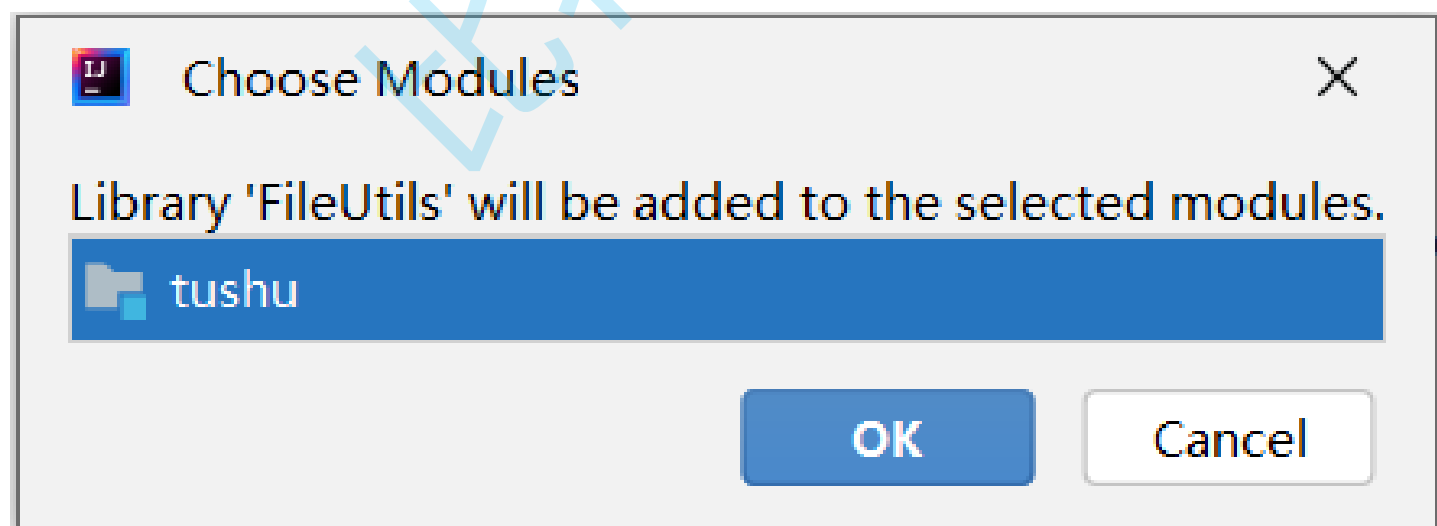 Choose Modules
Library 'FileUtils' will be added to the selected modules.
tushu
OK
Cancel